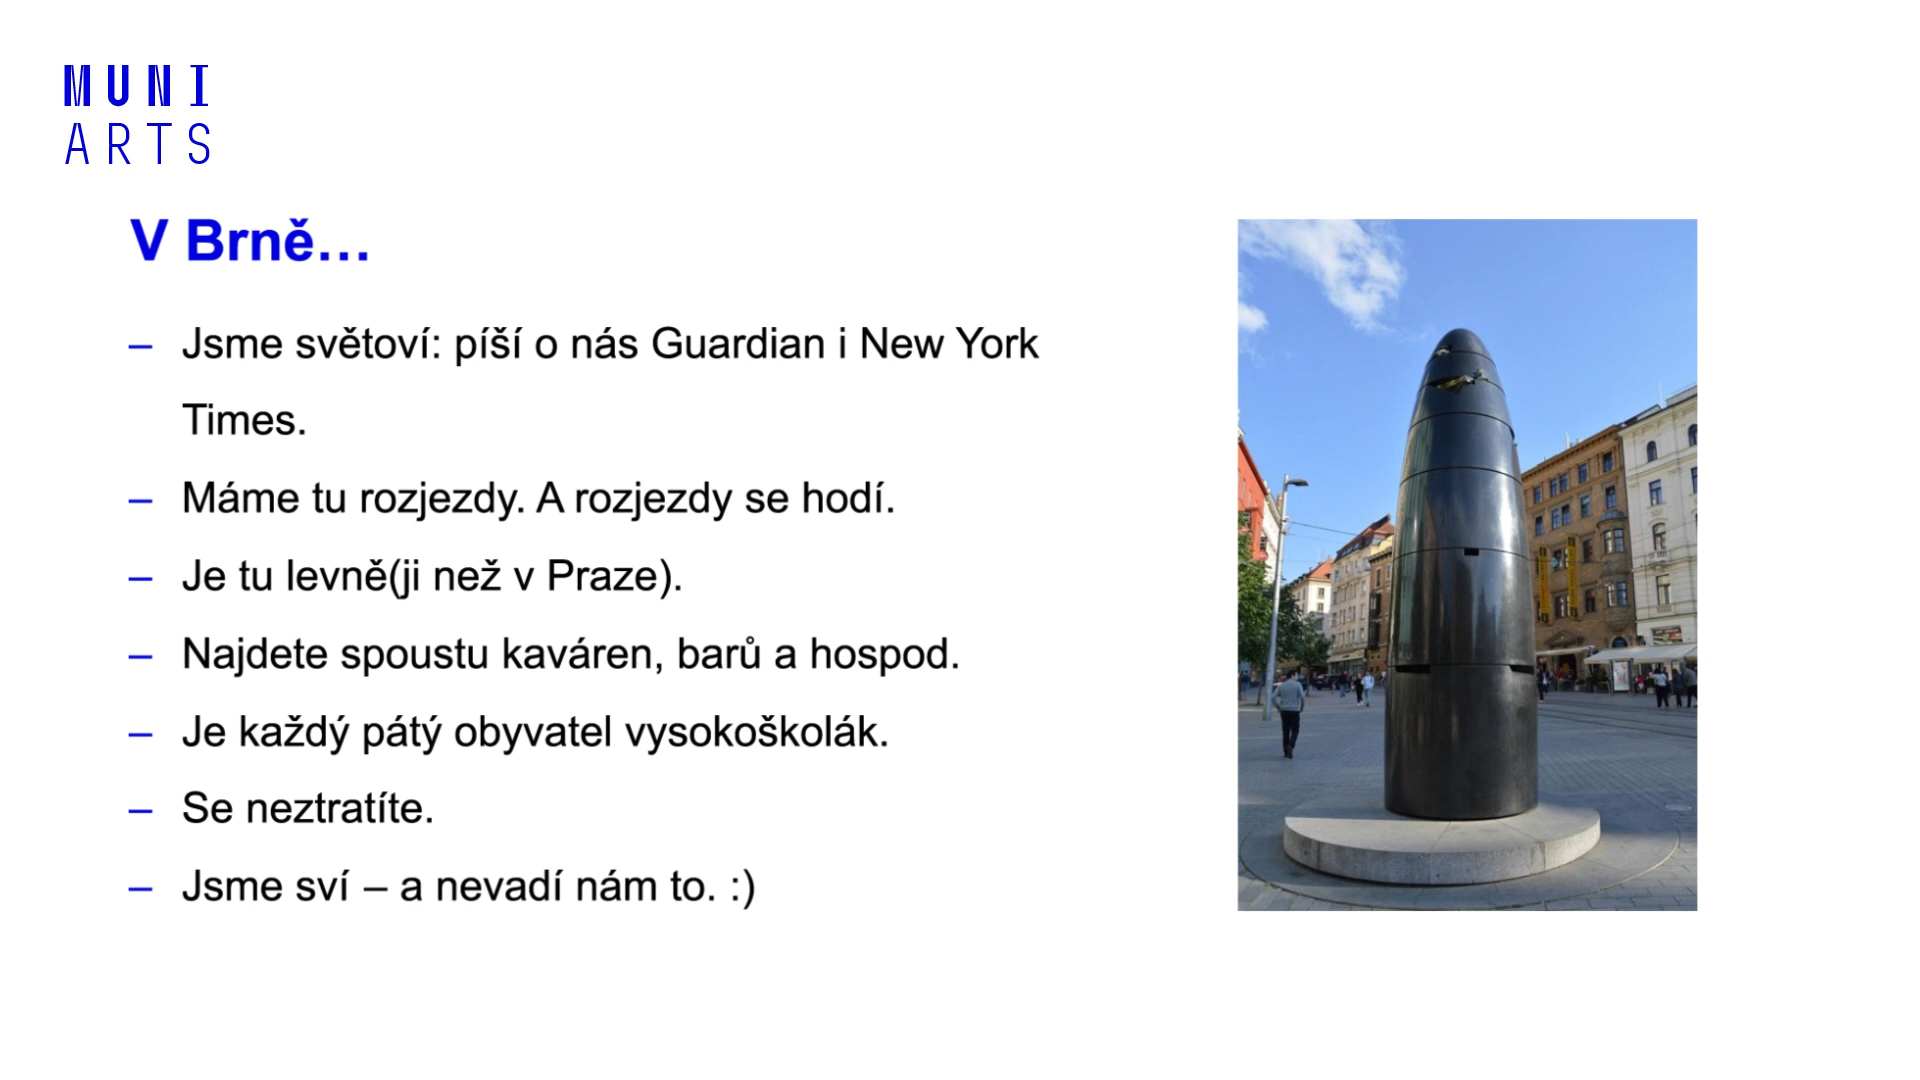 MUNI
ARTS
V Brně…
– Jsme světoví: píší o nás Guardian i New York
Times.
– Máme tu rozjezdy. A rozjezdy se hodí.
– Je tu levně(ji než v Praze).
– Najdete spoustu kaváren, barů a hospod.
– Je každý pátý obyvatel vysokoškolák.
– Se neztratíte.
– Jsme sví – a nevadí nám to. :)